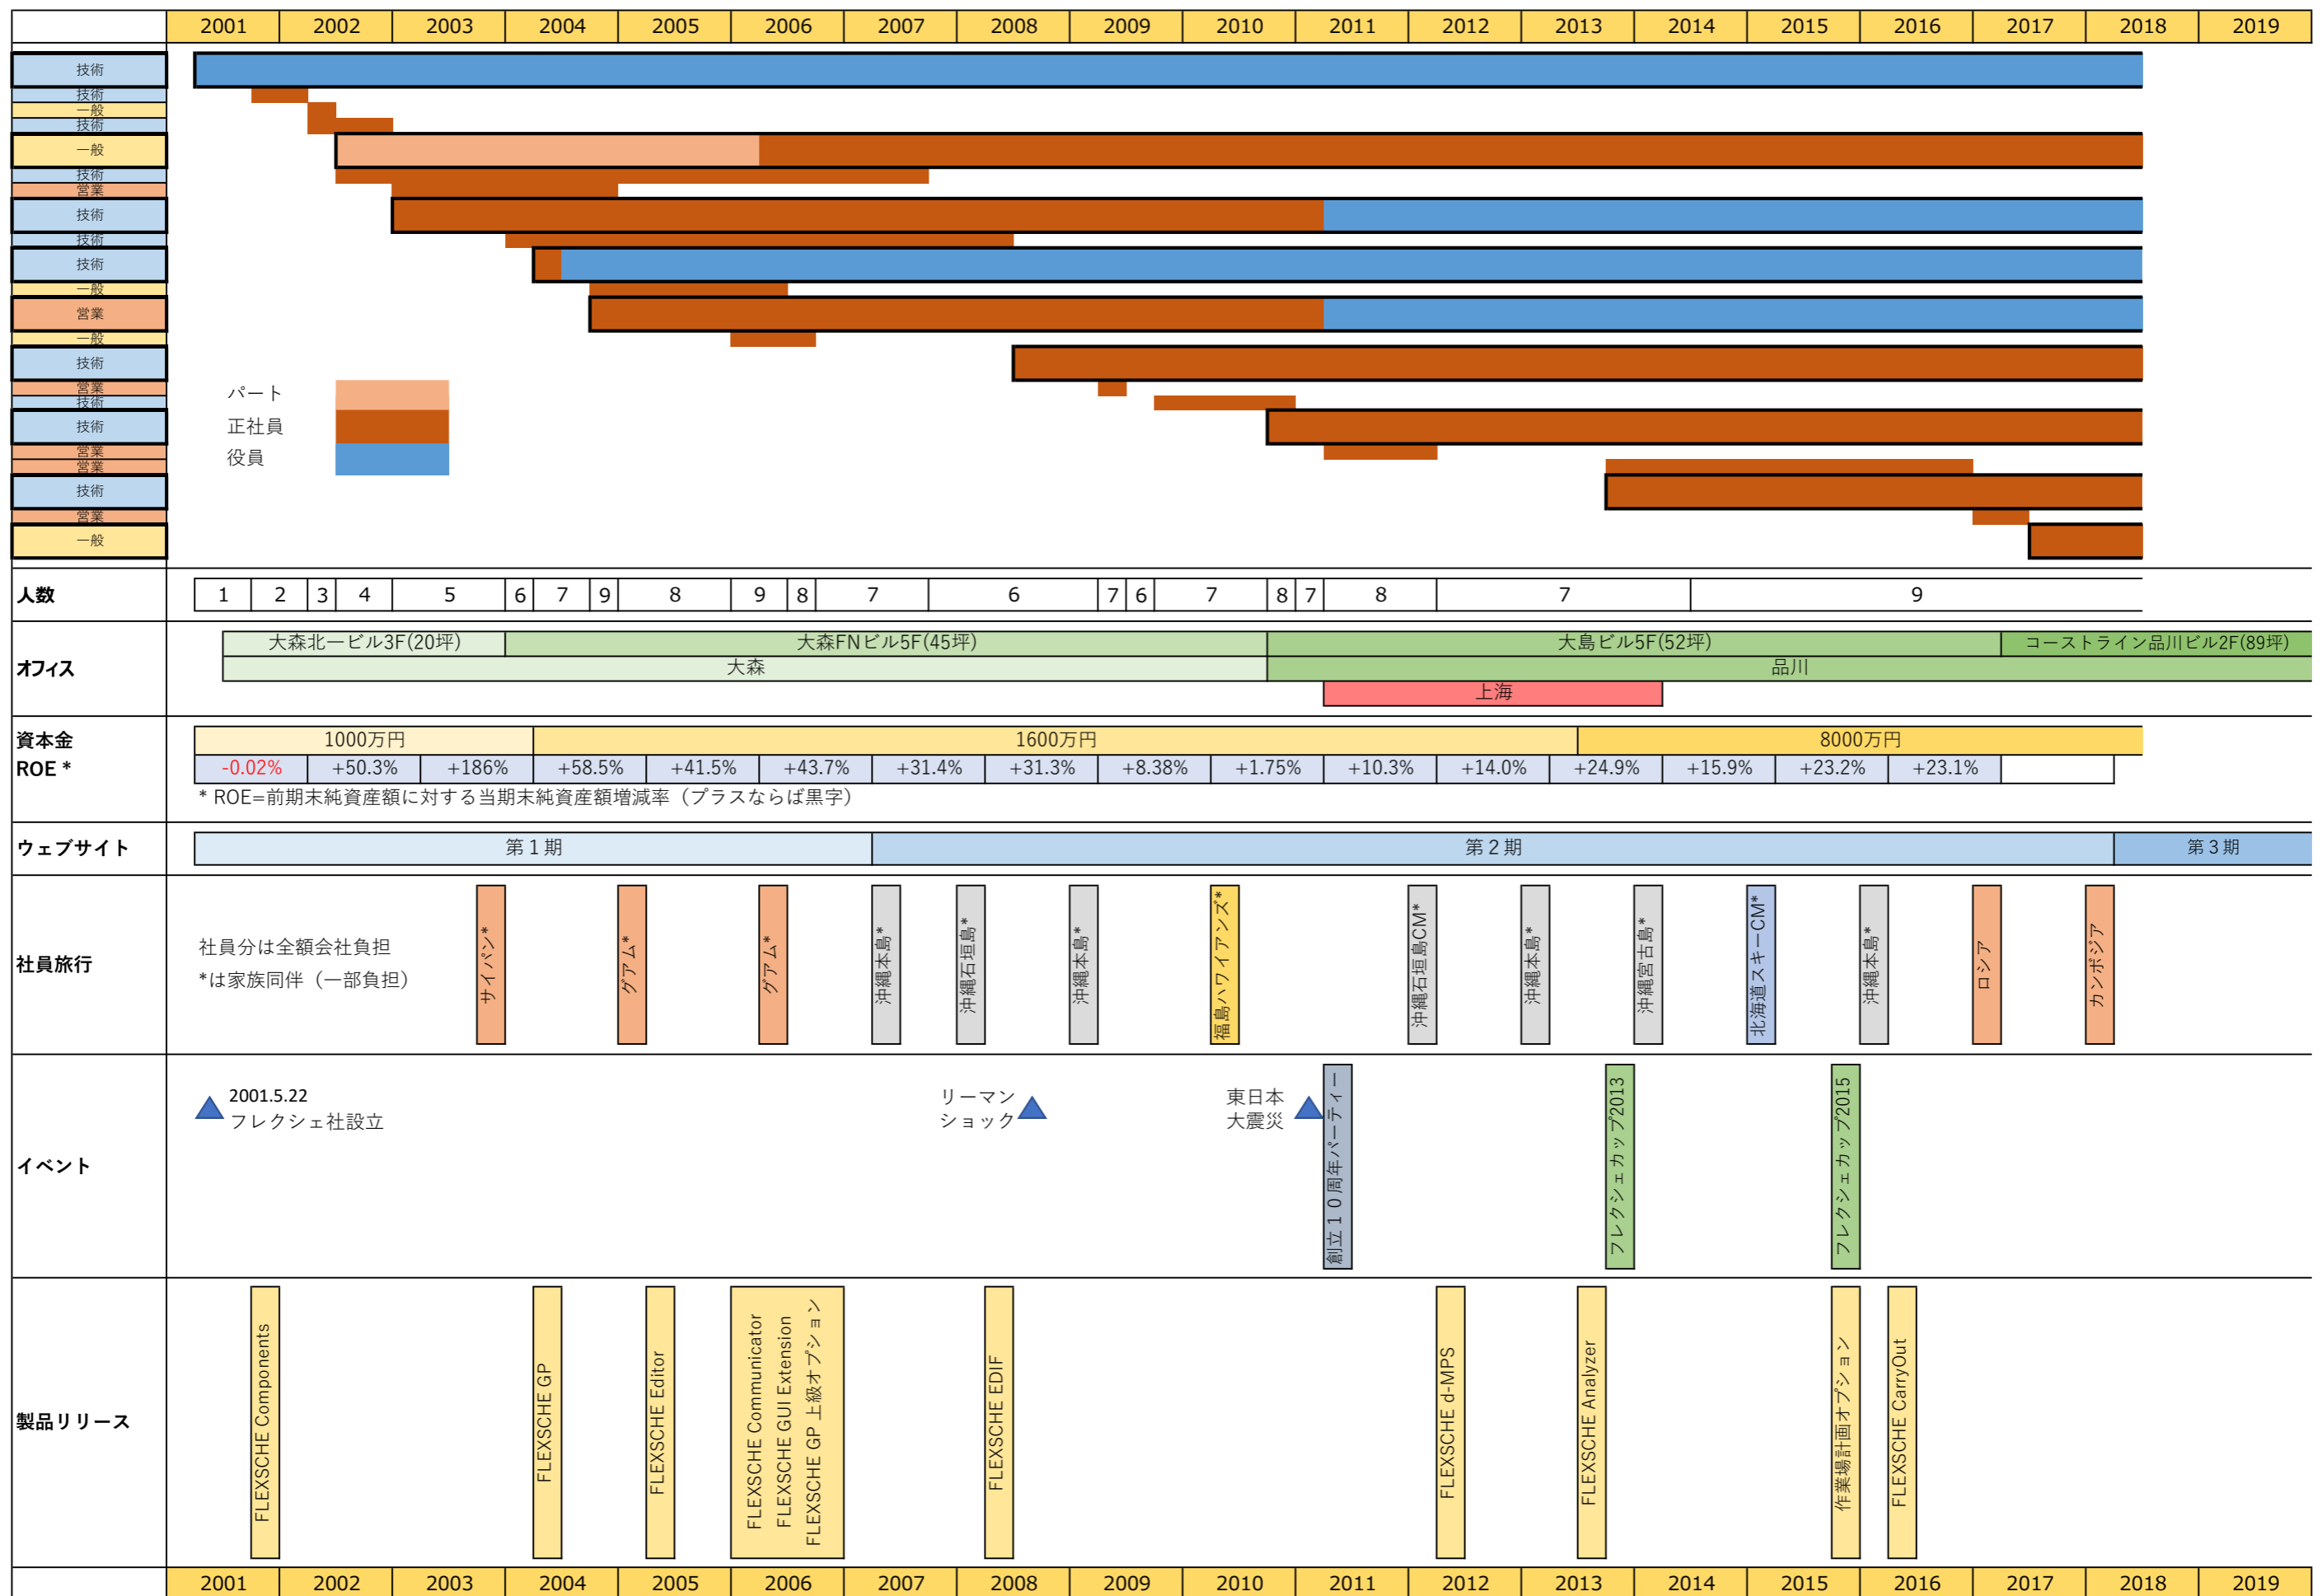 2001 2002 2003 2004 2005 2006 2007 2008 2009 2010 2011 2012 2013 2014 2015 2016 2017 2018 2019
技術
技術
一般
技術
一般
技術
営業
技術
技術
技術
一般
営業
一般
技術
営業
技術
技術
営業
営業
技術
営業
一般
パート
正社員
役員
人数 1 2 3 4 5 6 7 9 8 9 8 7 6 7 6 7 8 7 8 7 9
オフィス
大森北一ビル3F(20坪) 大森FNビル5F(45坪) 大島ビル5F(52坪) コーストライン品川ビル2F(89坪)
大森 品川
上海
資本金 1000万円 1600万円 8000万円
ROE * -0.02% +50.3% +186% +58.5% +41.5% +43.7% +31.4% +31.3% +8.38% +1.75% +10.3% +14.0% +24.9% +15.9% +23.2% +23.1%
* ROE=前期末純資産額に対する当期末純資産額増減率（プラスならば黒字）
ウェブサイト 第１期 第２期 第３期
社員旅行
社員分は全額会社負担
*は家族同伴（一部負担）
サイパン*
グアム*
グアム*
沖縄本島*
沖縄石垣島*
沖縄本島*
福島ハワイアンズ*
沖縄石垣島CM*
沖縄本島*
沖縄宮古島*
北海道スキーCM*
沖縄本島*
ロシア
カンボジア
イベント
2001.5.22
フレクシェ社設立
リーマン
ショック
東日本
大震災
創立１０周年パーティー
フレクシェカップ2013
フレクシェカップ2015
製品リリース
FLEXSCHE Components
FLEXSCHE GP
FLEXSCHE Editor
FLEXSCHE Communicator
FLEXSCHE GUI Extension
FLEXSCHE GP 上級オプション
FLEXSCHE EDIF
FLEXSCHE d-MPS
FLEXSCHE Analyzer
作業場計画オプション
FLEXSCHE CarryOut
2001 2002 2003 2004 2005 2006 2007 2008 2009 2010 2011 2012 2013 2014 2015 2016 2017 2018 2019